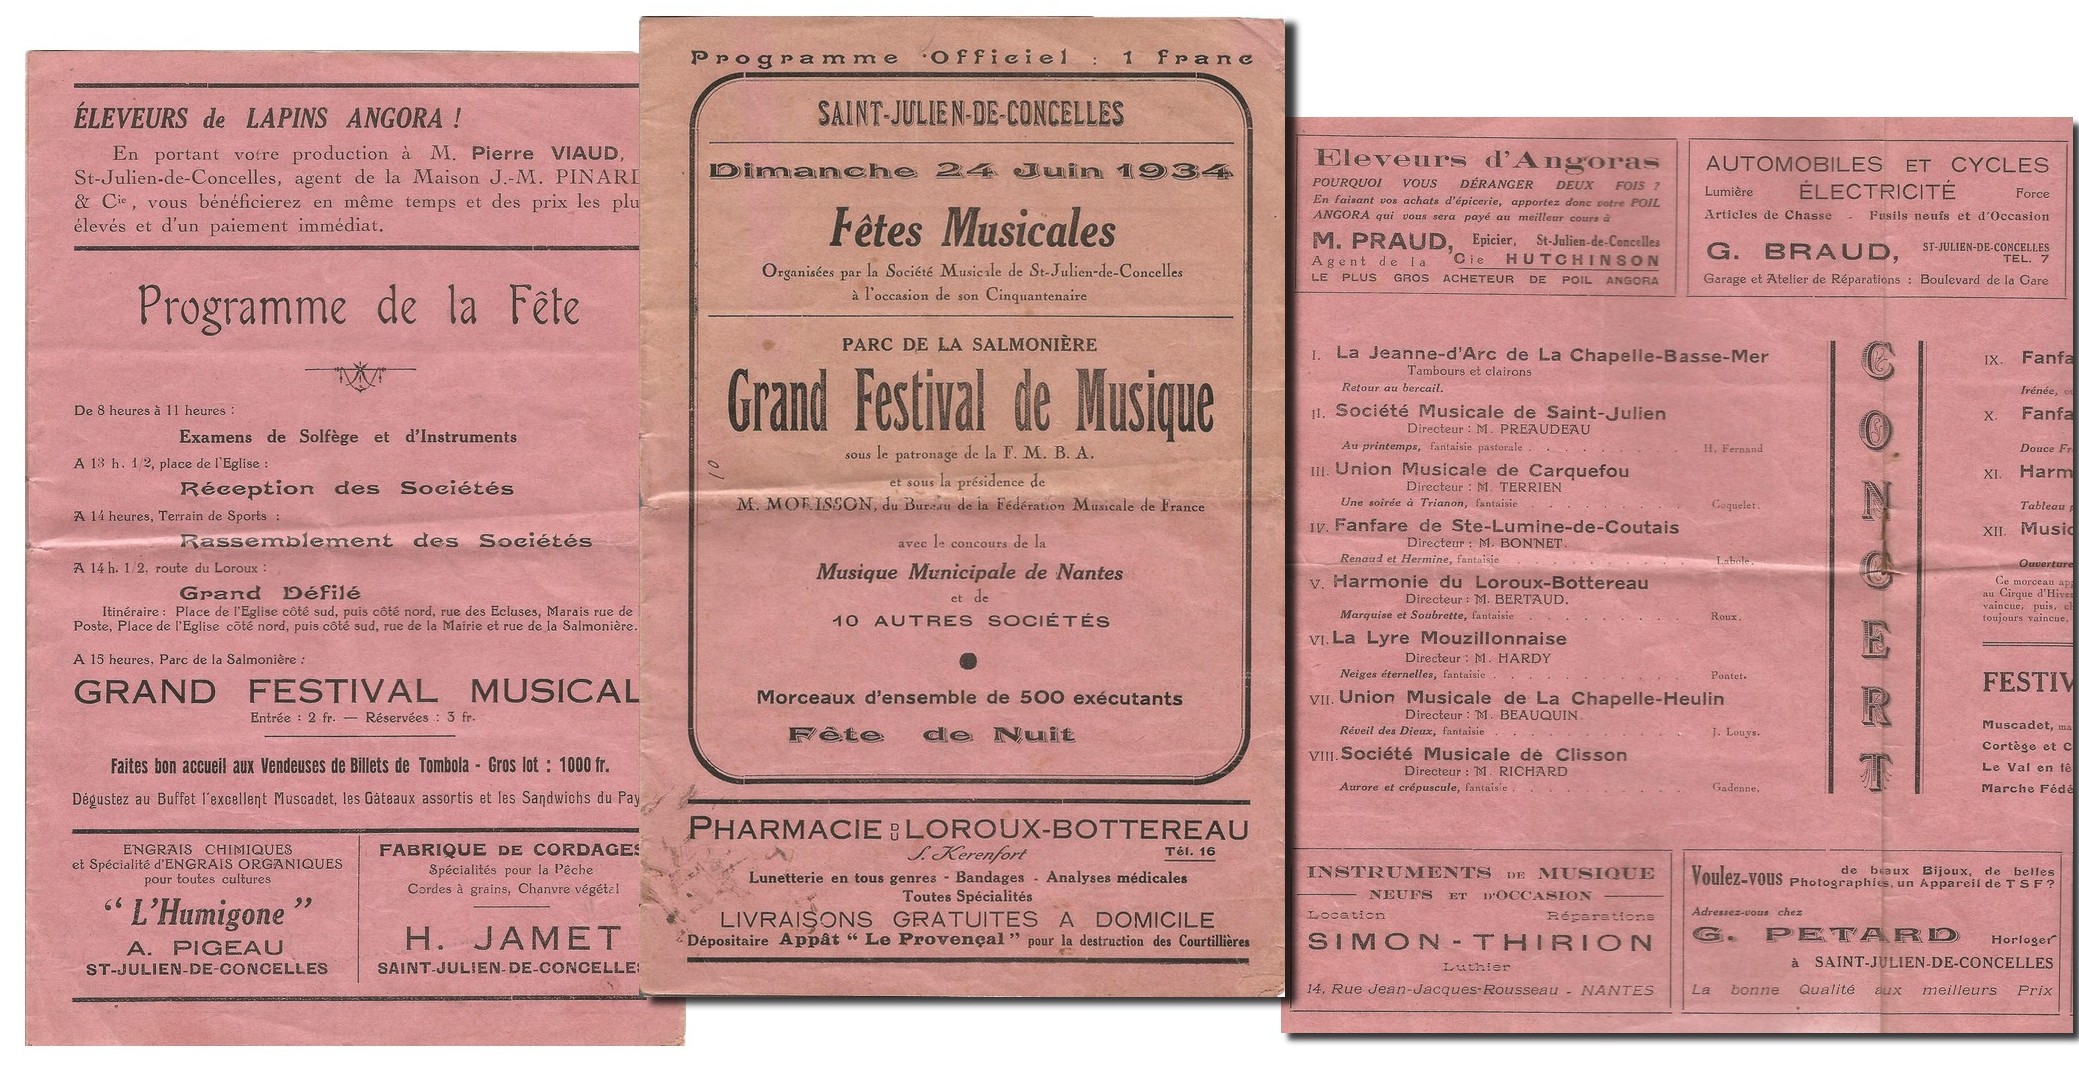 ÉLEVEURS de LAPINS ANGORA !
En portant votre production à M. Pierre VIAUD,
St-Julien-de-Concelles, agent de la Maison J.-M. PINARD
& Cie, vous bénéficierez en même temps et des prix les plu
élevés et d'un paiement immédiat.
Programme de la Fête
De 8 heures à 11 heures :
Examens de Solfège et d'Instruments
A 13 h. 1/2, place de l'Eglise :
Réception des Sociétés
A 14 heures, Terrain de Sports :
Rassemblement des Sociétés
A 14 h. 1/2, route du Loroux :
Grand Défilé
Itinéraire : Place de l'Eglise côté sud, puis côté nord, rue des Ecluses, Marais rue de
Poste, Place de l'Eglise côté nord, puis côté sud, rue de la Mairie et rue de la Salmonière.
A 15 heures, Parc de la Salmonière :
GRAND FESTIVAL MUSICAL
Entrée : 2 fr. — Réservées : 3 fr.
Faites bon accueil aux Vendeuses de Billets de Tombola - Gros lot : 1000 fr.
Dégustez au Buffet l'excellent Muscadet, les Gâteaux assortis et les Sandwichs du Pay
ENGRAIS CHIMIQUES
et Spécialité d'ENGRAIS ORGANIQUES
pour toutes cultures
“ L'Humigone ”
A. PIGEAU
ST-JULIEN-DE-CONCELLES
FABRIQUE DE CORDAGES
Spécialités pour la Pêche
Cordes à grains, Chanvre végétal
H. JAMET
SAINT-JULIEN-DE-CONCELLE
Programme Officiel : 1 franc
SAINT-JULIEN-DE-CONCELLES
Dimanche 24 Juin 1934
Fêtes Musicales
Organisées par la Société Musicale de St-Julien-de-Concelles
à l'occasion de son Cinquantenaire
PARC DE LA SALMONIÈRE
Grand Festival de Musique
sous le patronage de la F. M. B. A.
et sous la présidence de
M. MORISSON, du Bureau de la Fédération Musicale de France
avec le concours de la
Musique Municipale de Nantes
et de
10 AUTRES SOCIÉTÉS
Morceaux d'ensemble de 500 exécutants
Fête de Nuit
10
PHARMACIE DU LOROUX-BOTTEREAU
S. Kerenfort Tél. 16
Lunetterie en tous genres - Bandages - Analyses médicales
Toutes Spécialités
LIVRAISONS GRATUITES A DOMICILE
Dépositaire Appât “ Le Provençal ” pour la destruction des Courtillières
Eleveurs d'Angoras
POURQUOI VOUS DÉRANGER DEUX FOIS ?
En faisant vos achats d'épicerie, apportez donc votre POIL
ANGORA qui vous sera payé au meilleur cours à
M. PRAUD, Epicier, St-Julien-de-Concelles
Agent de la Cie HUTCHINSON
LE PLUS GROS ACHETEUR DE POIL ANGORA
AUTOMOBILES ET CYCLES
Lumière ÉLECTRICITÉ Force
Articles de Chasse - Fusils neufs et d'Occasion
G. BRAUD, ST-JULIEN-DE-CONCELLES
TEL. 7
Garage et Atelier de Réparations : Boulevard de la Gare
I. La Jeanne-d'Arc de La Chapelle-Basse-Mer
Tambours et clairons
Retour au bercail.
II. Société Musicale de Saint-Julien
Directeur : M. PREAUDEAU
Au printemps, fantaisie pastorale . . . . H. Fernand
III. Union Musicale de Carquefou
Directeur : M. TERRIEN
Une soirée à Trianon, fantaisie . . . . Coquelet.
IV. Fanfare de Ste-Lumine-de-Coutais
Directeur : M. BONNET.
Renaud et Hermine, fantaisie . . . . Labole.
V. Harmonie du Loroux-Bottereau
Directeur : M. BERTAUD.
Marquise et Soubrette, fantaisie . . . . Roux.
VI. La Lyre Mouzillonnaise
Directeur : M. HARDY
Neiges éternelles, fantaisie . . . . Pontet.
VII. Union Musicale de La Chapelle-Heulin
Directeur : M. BEAUQUIN.
Réveil des Dieux, fantaisie . . . . J. Louys.
VIII. Société Musicale de Clisson
Directeur : M. RICHARD
Aurore et crépuscule, fantaisie . . . . Gadenne.
CONCERT
IX. Fanfa
Irénée,
X. Fanfa
Douce Fr
XI. Harm
Tableau
XII. Music
Ouverture
Ce morceau app
au Cirque d'Hive
vaincue, puis, cl
toujours vaincue,
FESTIV
Muscadet, ma
Cortège et C
Le Val en fê
Marche Fédé
INSTRUMENTS DE MUSIQUE
NEUFS ET D'OCCASION
Location Réparations
SIMON - THIRION
Luthier
14, Rue Jean-Jacques-Rousseau - NANTES
Voulez-vous de beaux Bijoux, de belles
Photographies, un Appareil de T S F ?
Adressez-vous chez
G. PETARD Horloger
à SAINT-JULIEN-DE-CONCELLES
La bonne Qualité aux meilleurs Prix